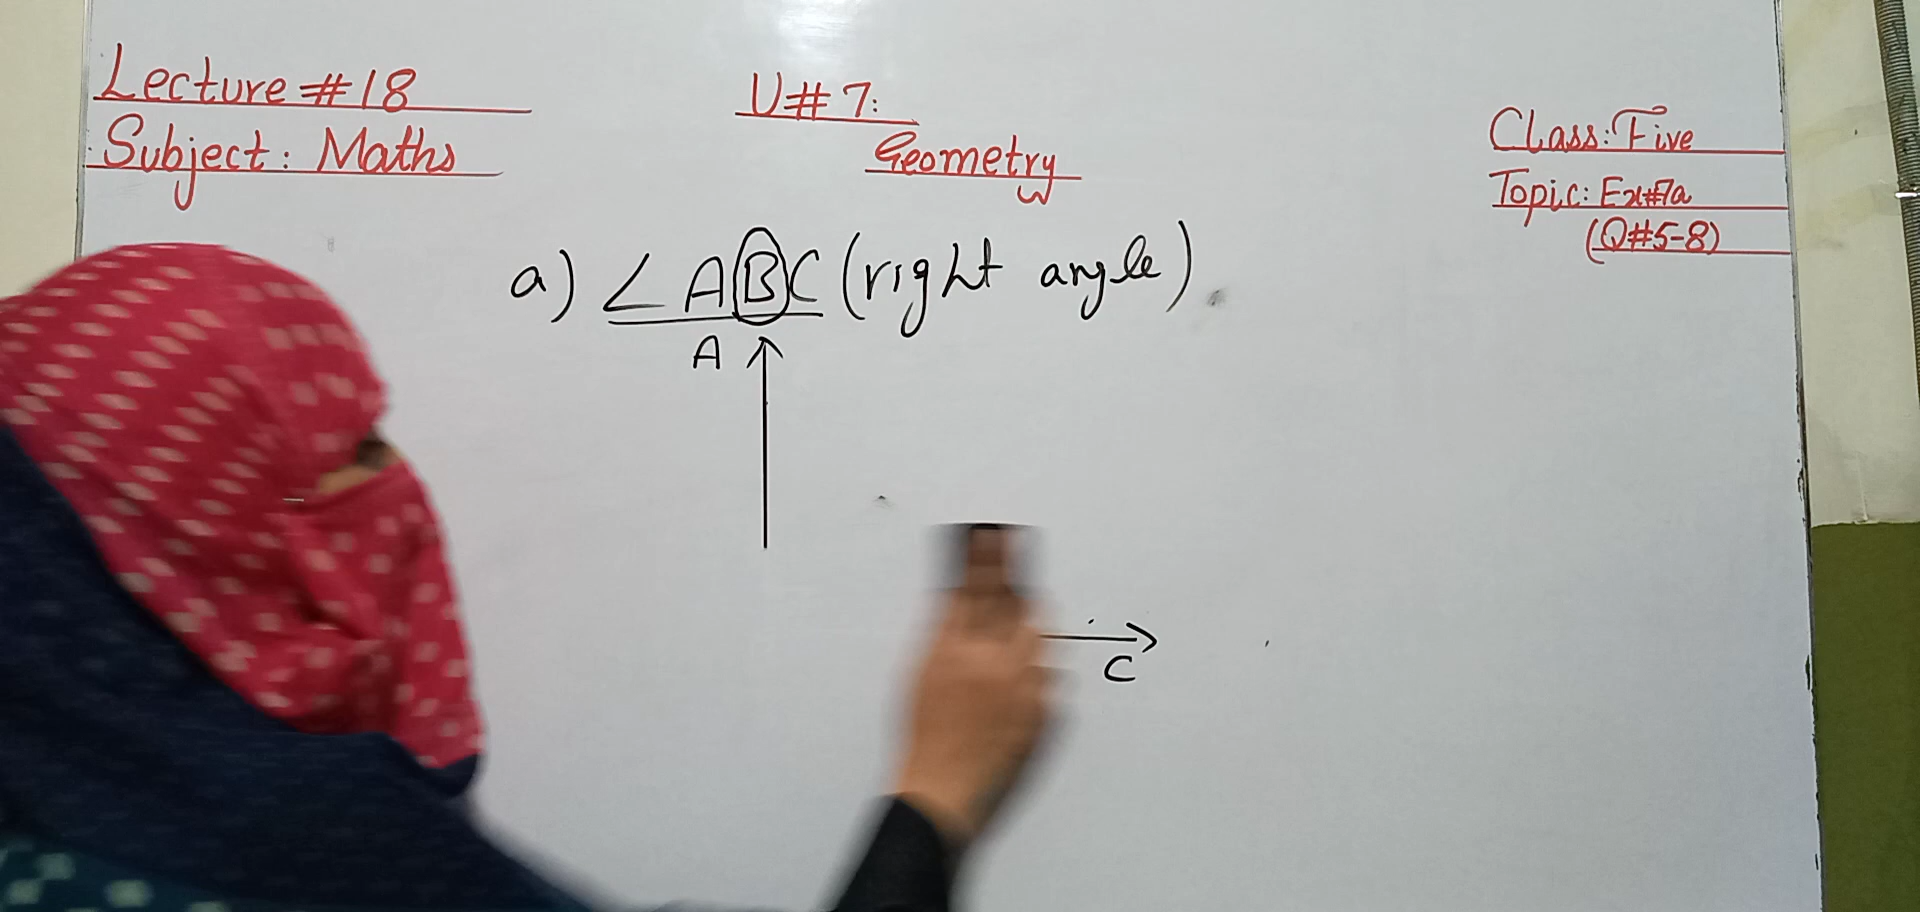 Lecture # 18
Subject: Maths
U# 7:
Geometry
Class: Five
Topic: Ex#7a
(Q#5-8)
a) ∠ ABC (right angle)
A
C